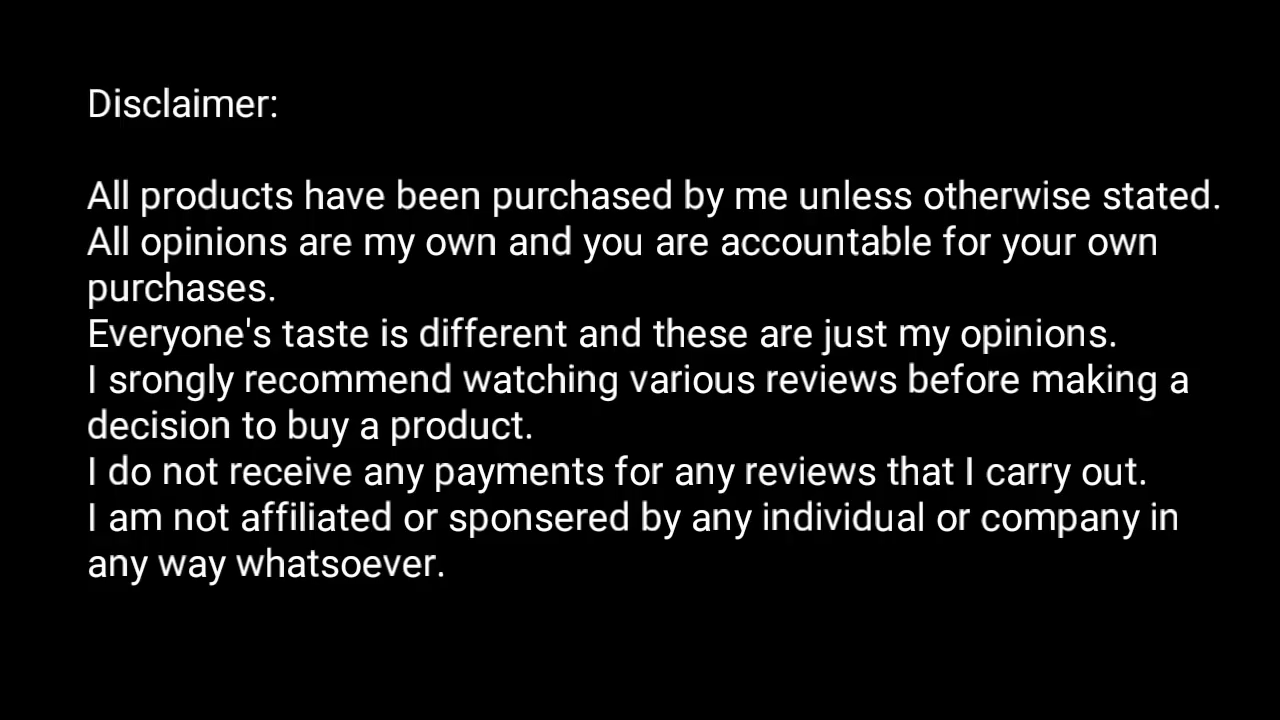 Disclaimer:
All products have been purchased by me unless otherwise stated.
All opinions are my own and you are accountable for your own
purchases.
Everyone's taste is different and these are just my opinions.
I srongly recommend watching various reviews before making a
decision to buy a product.
I do not receive any payments for any reviews that I carry out.
I am not affiliated or sponsered by any individual or company in
any way whatsoever.